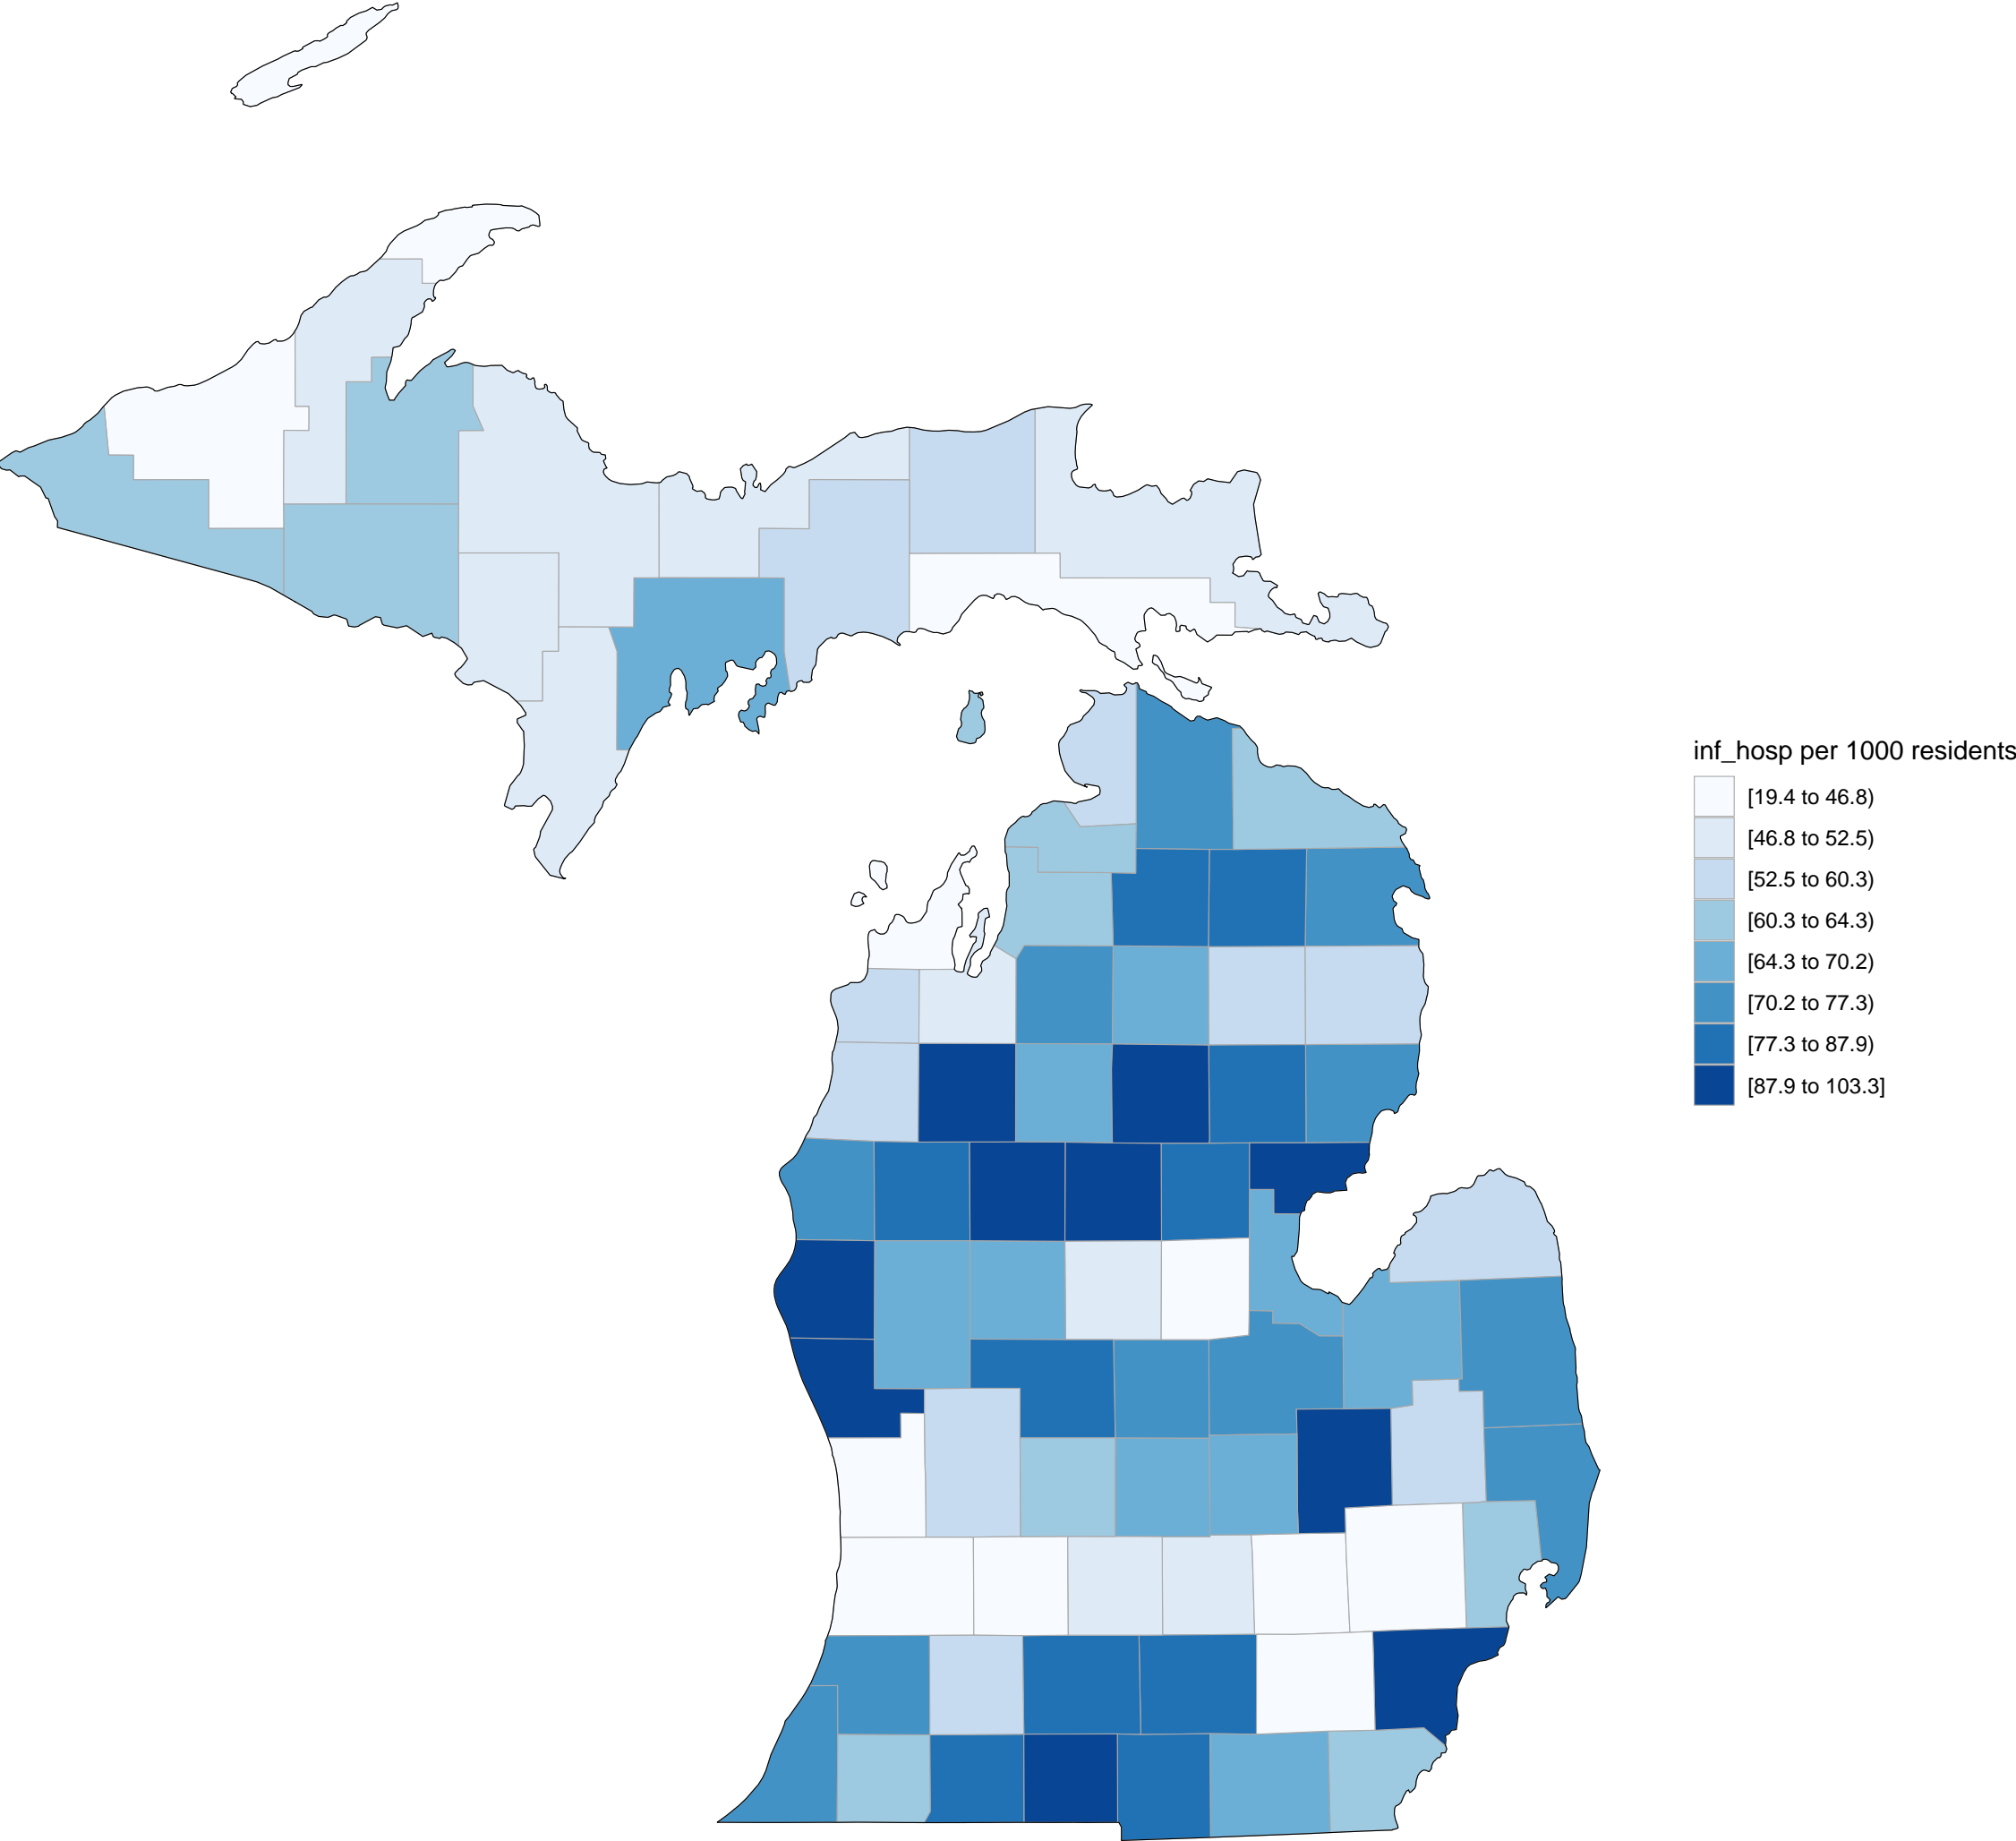 inf_hosp per 1000 residents
[19.4 to 46.8)
[46.8 to 52.5)
[52.5 to 60.3)
[60.3 to 64.3)
[64.3 to 70.2)
[70.2 to 77.3)
[77.3 to 87.9)
[87.9 to 103.3]